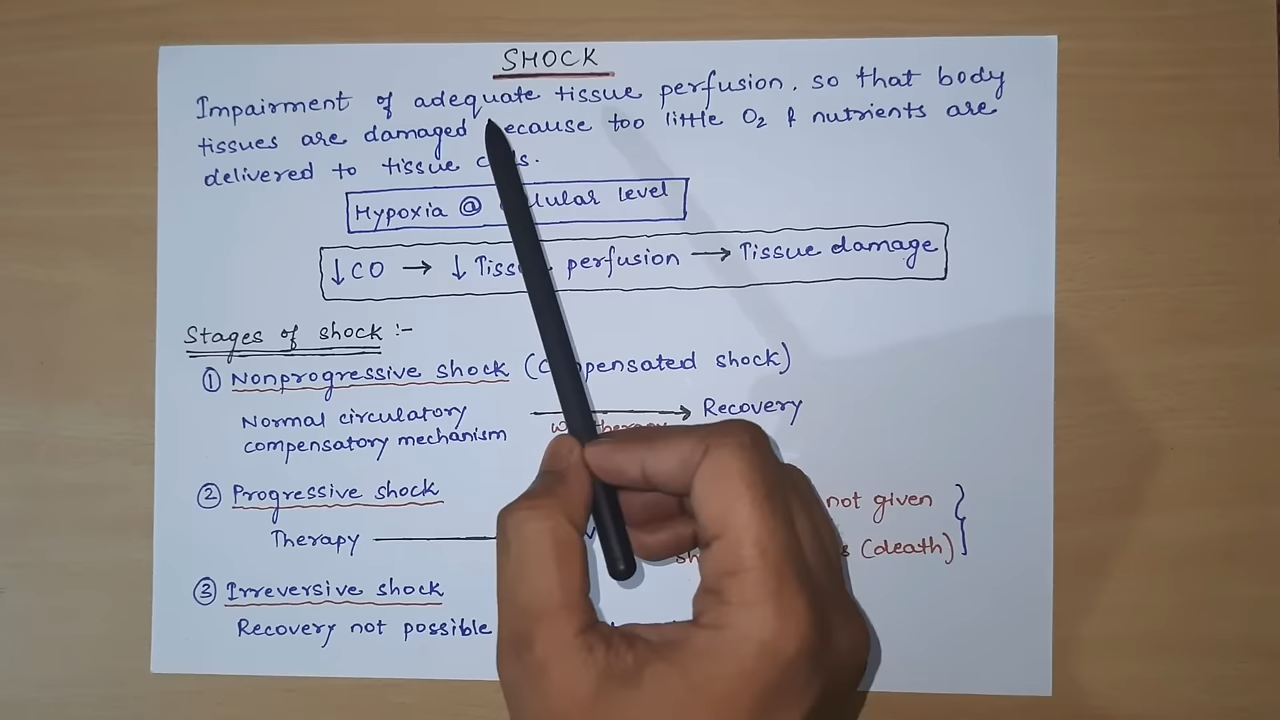 SHOCK
Impairment of adequate tissue perfusion, so that body
tissues are damaged ecause too little O2 & nutrients are
delivered to tissue c s.
Hypoxia @ lular level
↓CO → ↓ Tiss perfusion → Tissue damage
Stages of shock :-
① Nonprogressive shock (C pensated shock)
Normal circulatory → Recovery
compensatory mechanism
② Progressive shock not given
Therapy s (death)
③ Irreversive shock
Recovery not possible